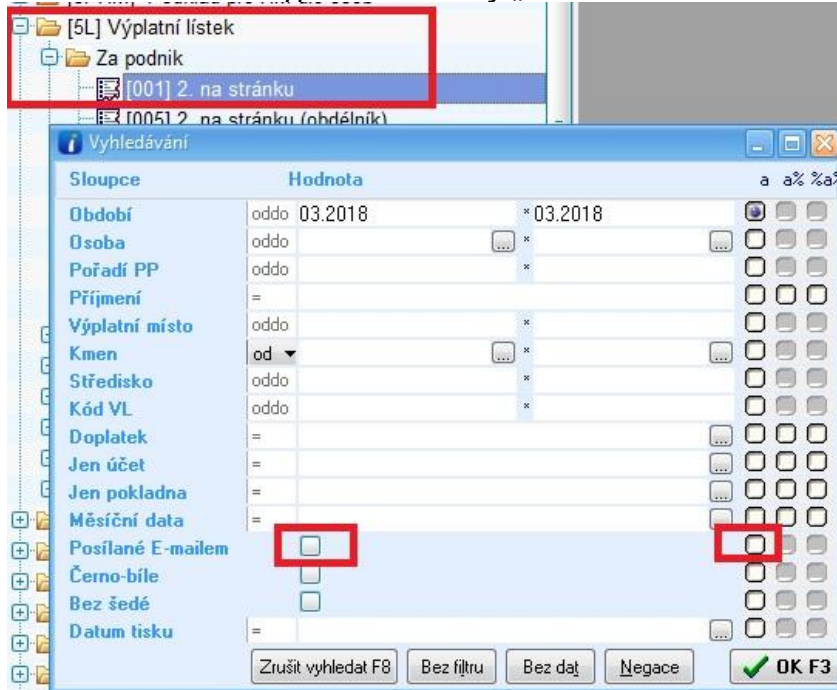 [5L] Výplatní lístek
Za podnik
[001] 2. na stránku
[005] 2. na stránku (obdélník)
Vyhledávání
Sloupce Hodnota a a% %a%
Období oddo 03.2018 * 03.2018
Osoba oddo ... * ...
Pořadí PP oddo *
Příjmení =
Výplatní místo oddo *
Kmen od ... * ...
Středisko oddo *
Kód VL oddo *
Doplatek = ...
Jen účet = ...
Jen pokladna = ...
Měsíční data = ...
Posílané E-mailem
Černo-bíle
Bez šedé
Datum tisku = ...
Zrušit vyhledat F8 Bez filtru Bez dat Negace OK F3